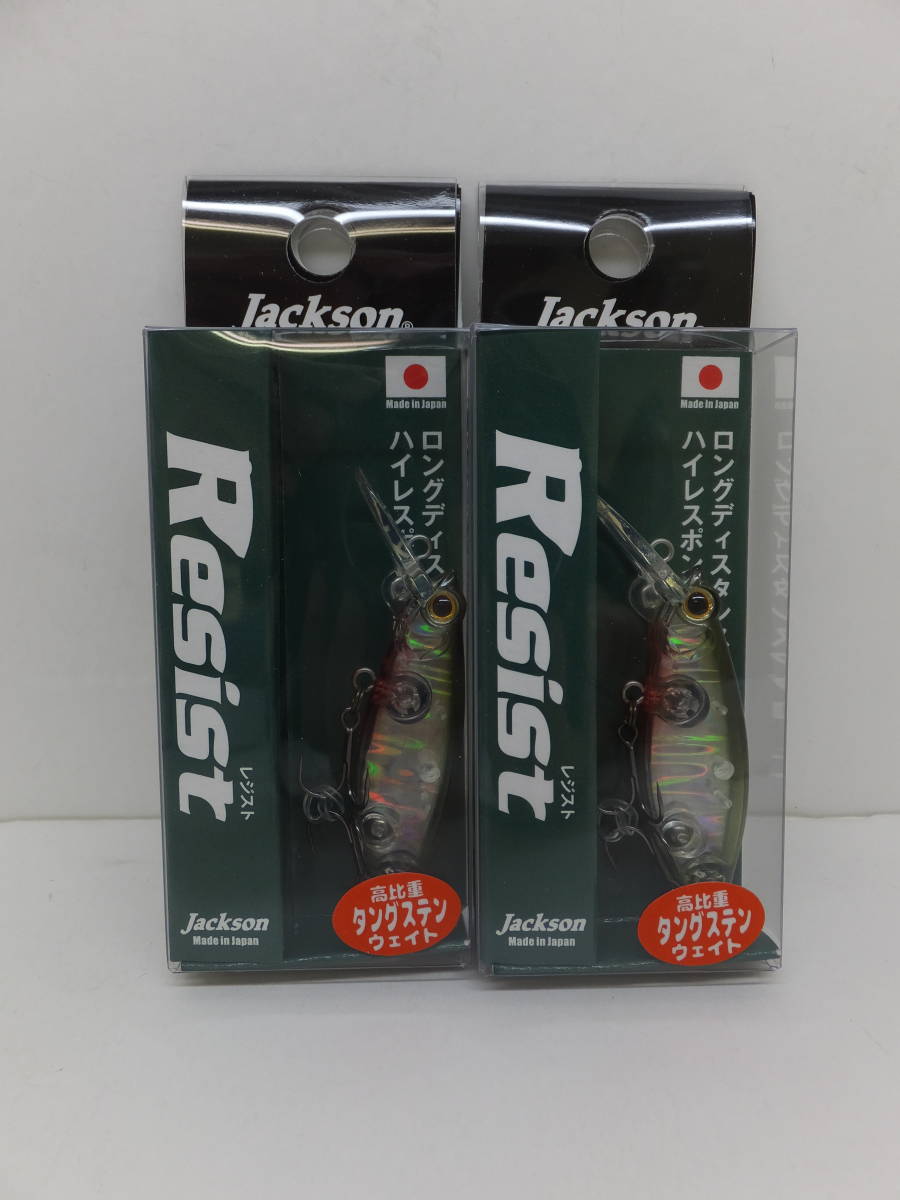 Jackson®
Made in Japan
ロングディス
ハイレスポ
Resist
レジスト
Jackson
Made in Japan
高比重
タングステン
ウェイト
Jackson
Made in Japan
ロングディスタン
ハイレスポン
Resist
レジスト
Jackson
Made in Japan
高比重
タングステン
ウェイト